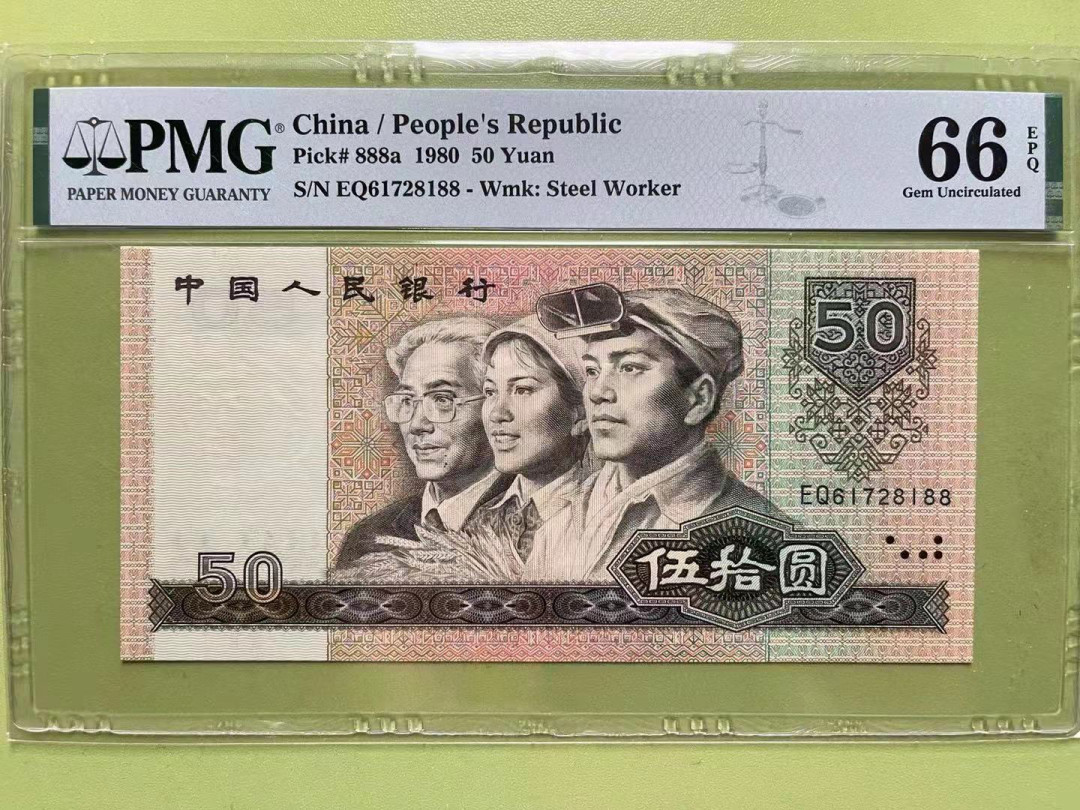 PMG®
PAPER MONEY GUARANTY
China / People's Republic
Pick# 888a 1980 50 Yuan
S/N EQ61728188 - Wmk: Steel Worker
66
EPQ
Gem Uncirculated
中国人民银行
50
EQ61728188
50
伍拾圆